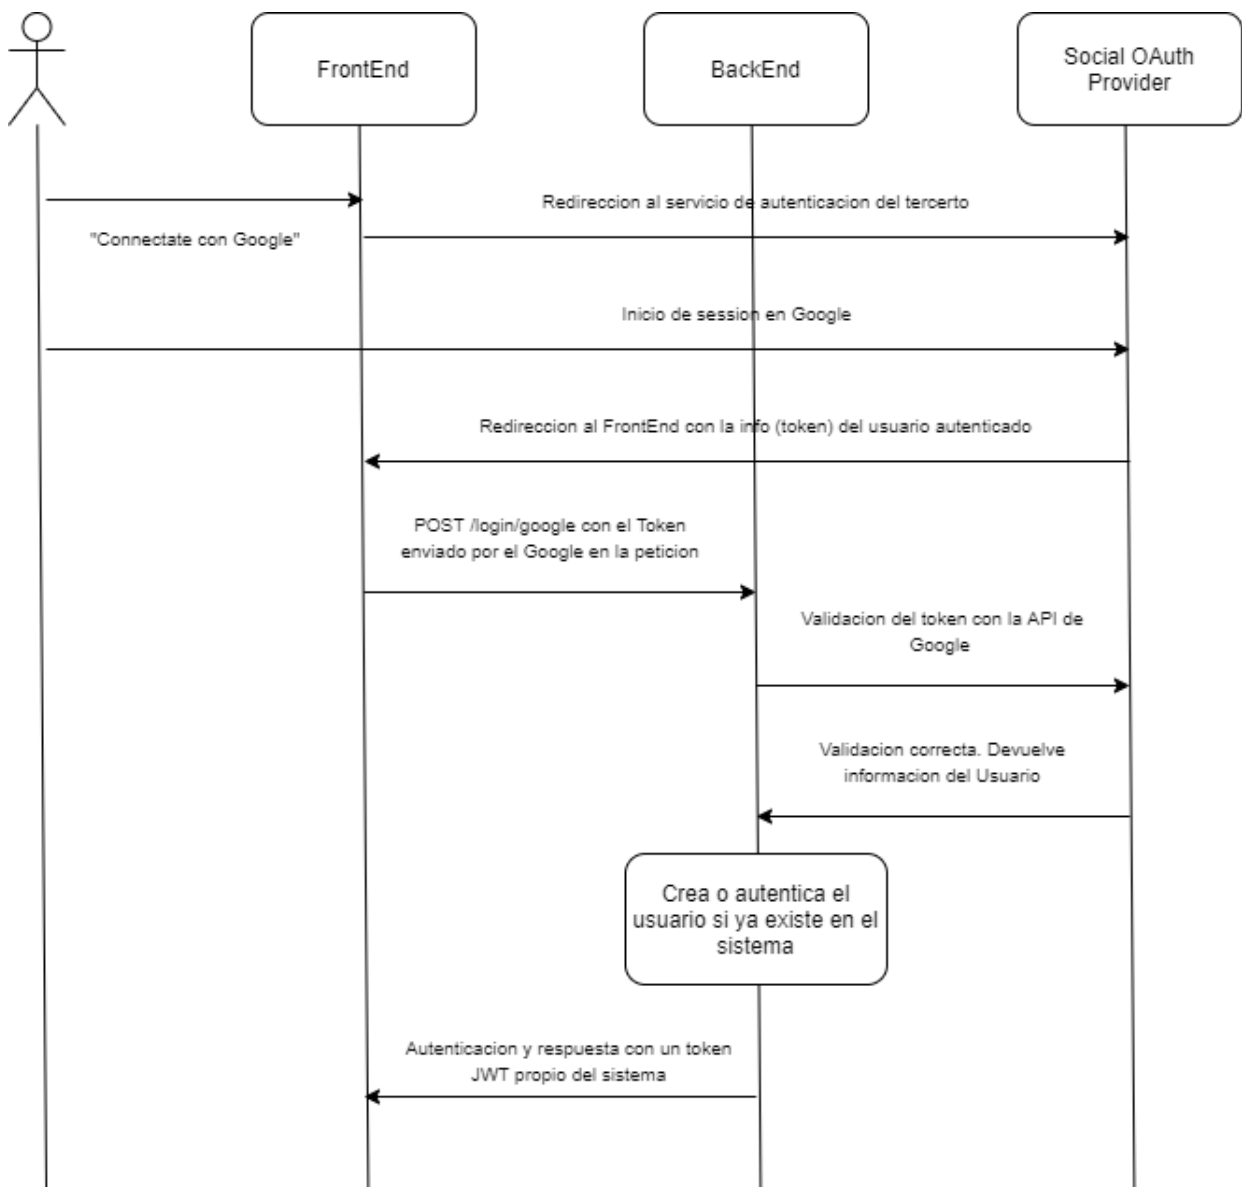 FrontEnd
BackEnd
Social OAuth
Provider
Redireccion al servicio de autenticacion del tercerto
"Connectate con Google"
Inicio de session en Google
Redireccion al FrontEnd con la info (token) del usuario autenticado
POST /login/google con el Token
enviado por el Google en la peticion
Validacion del token con la API de
Google
Validacion correcta. Devuelve
informacion del Usuario
Crea o autentica el
usuario si ya existe en el
sistema
Autenticacion y respuesta con un token
JWT propio del sistema